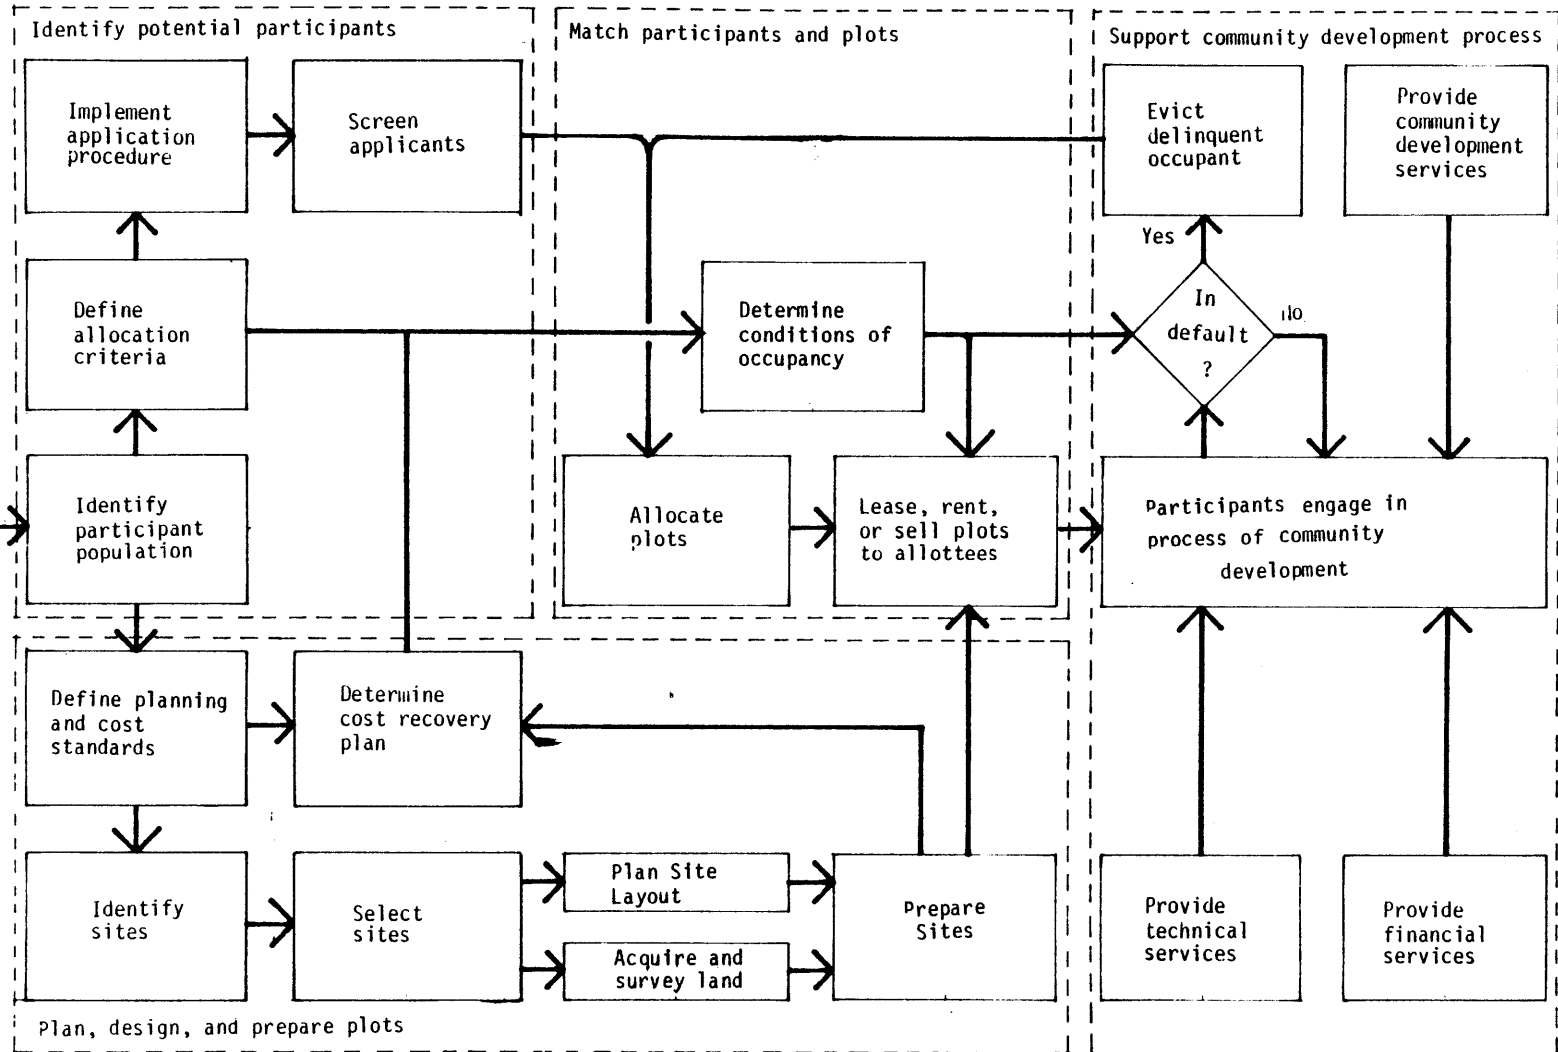 Identify potential participants
Implement
application
procedure
Screen
applicants
Define
allocation
criteria
Identify
participant
population
Match participants and plots
Determine
conditions of
occupancy
Allocate
plots
Lease, rent,
or sell plots
to allottees
Support community development process
Evict
delinquent
occupant
Provide
community
development
services
Yes
In
default
?
No
Participants engage in
process of community
development
Provide
technical
services
Provide
financial
services
Define planning
and cost
standards
Determine
cost recovery
plan
Identify
sites
Select
sites
Plan Site
Layout
Acquire and
survey land
Prepare
Sites
Plan, design, and prepare plots